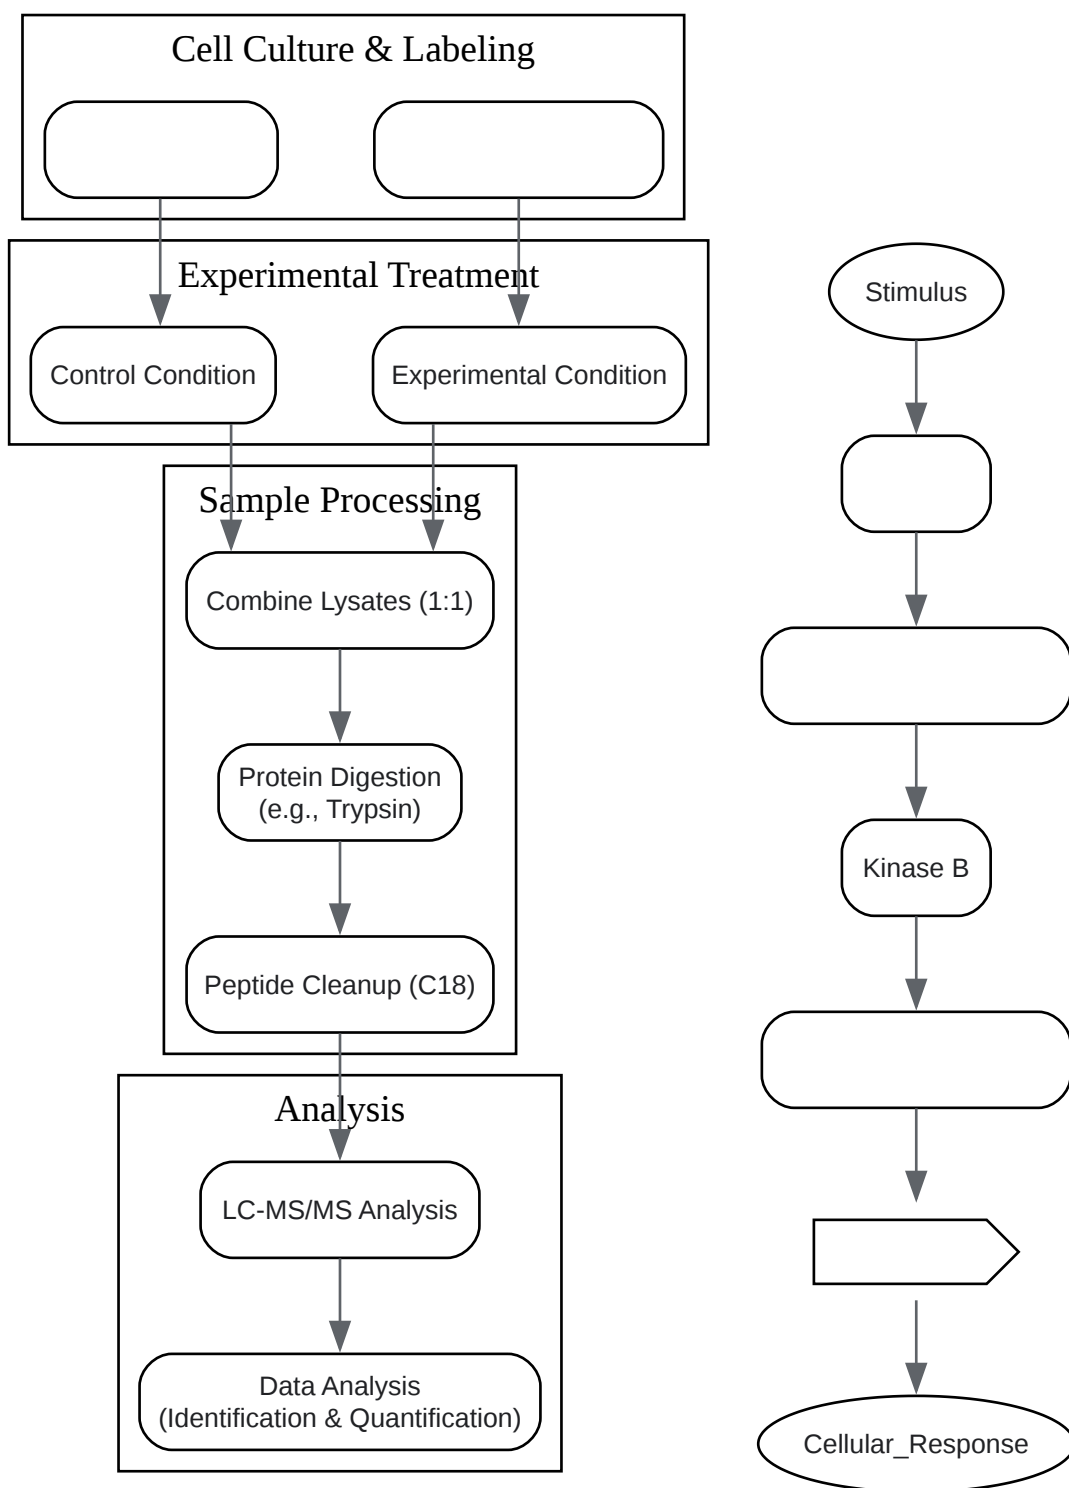 Cell Culture & Labeling
Experimental Treatment
Control Condition
Experimental Condition
Sample Processing
Combine Lysates (1:1)
Protein Digestion
(e.g., Trypsin)
Peptide Cleanup (C18)
Analysis
LC-MS/MS Analysis
Data Analysis
(Identification & Quantification)
Stimulus
Kinase B
Cellular_Response